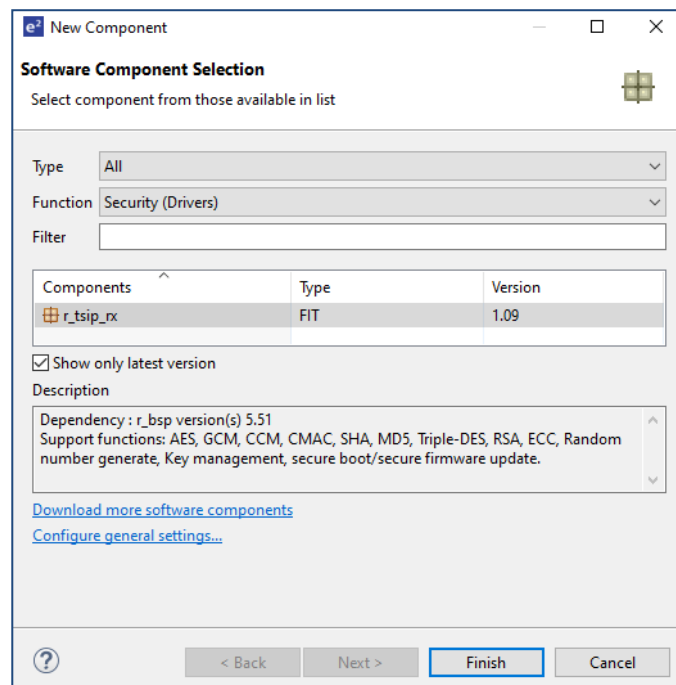 e² New Component
Software Component Selection
Select component from those available in list
Type All
Function Security (Drivers)
Filter
Components Type Version
r_tsip_rx FIT 1.09
Show only latest version
Description
Dependency : r_bsp version(s) 5.51
Support functions: AES, GCM, CCM, CMAC, SHA, MD5, Triple-DES, RSA, ECC, Random
number generate, Key management, secure boot/secure firmware update.
Download more software components
Configure general settings...
? < Back Next > Finish Cancel